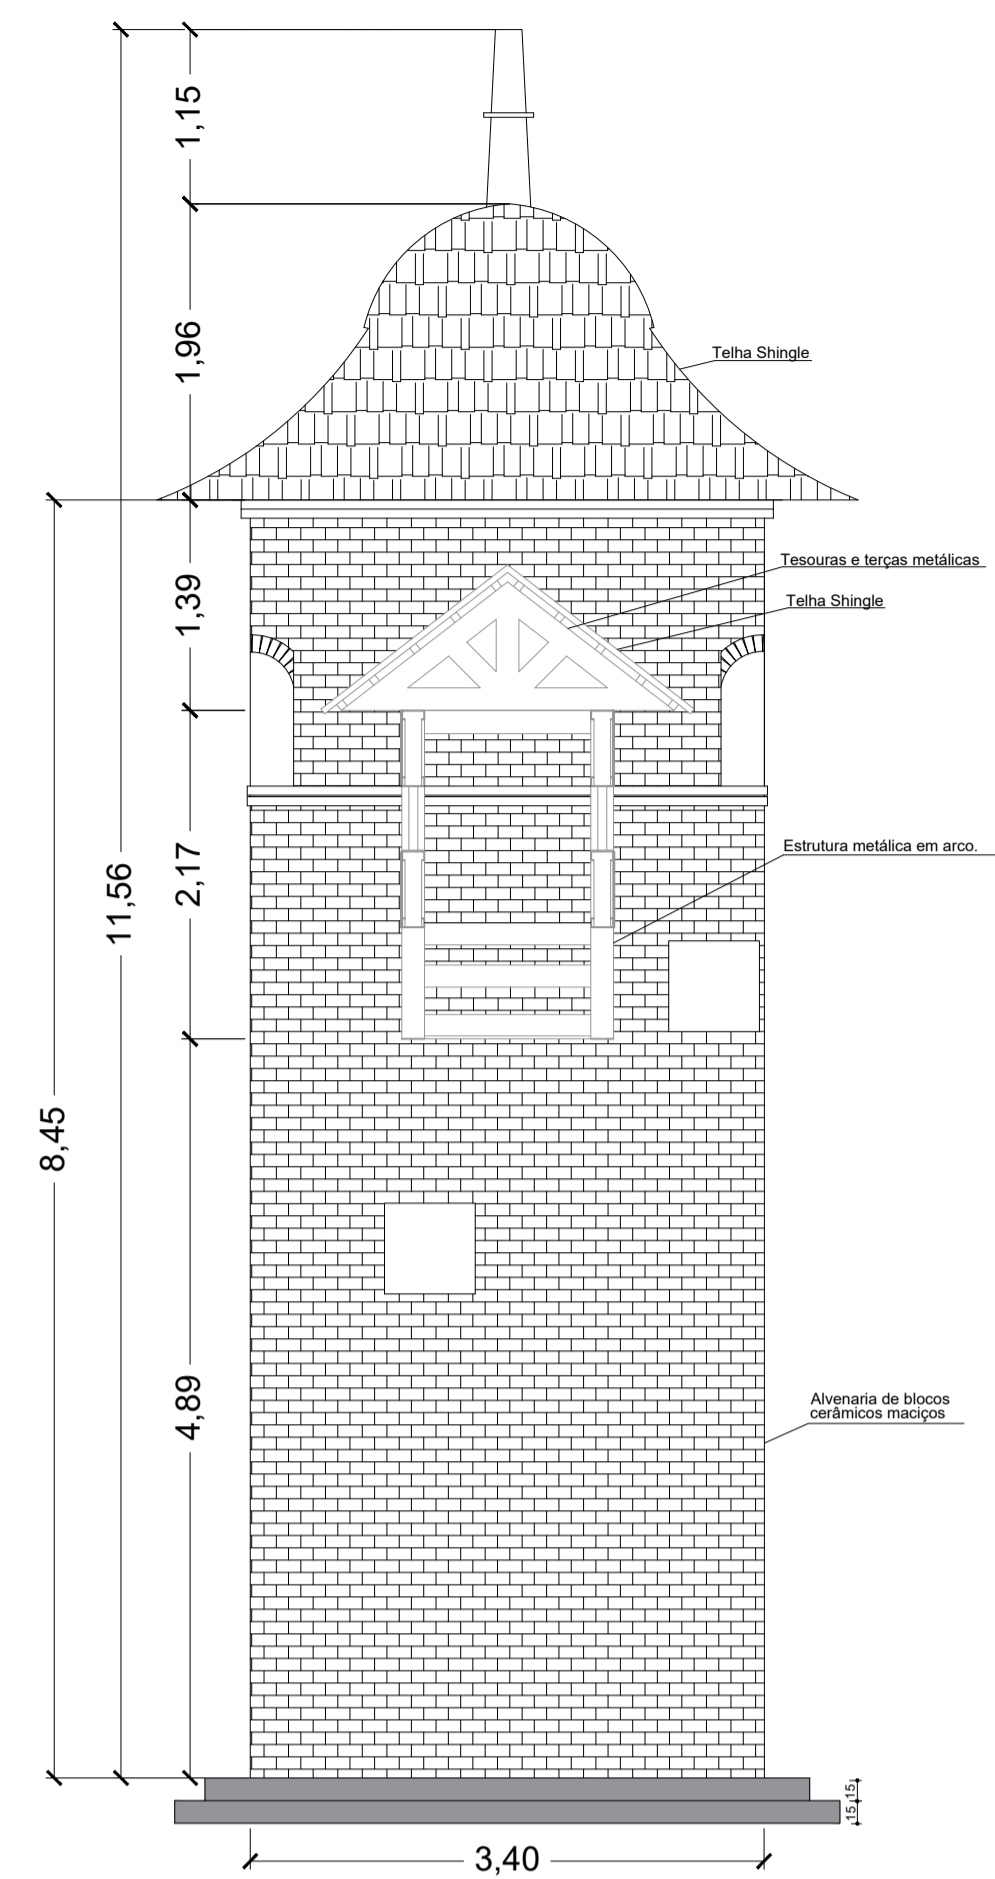 1,15
1,96
Telha Shingle
Tesouras e terças metálicas
1,39
Telha Shingle
Estrutura metálica em arco.
2,17
11,56
8,45
4,89
Alvenaria de blocos
cerâmicos maciços
15
15
3,40